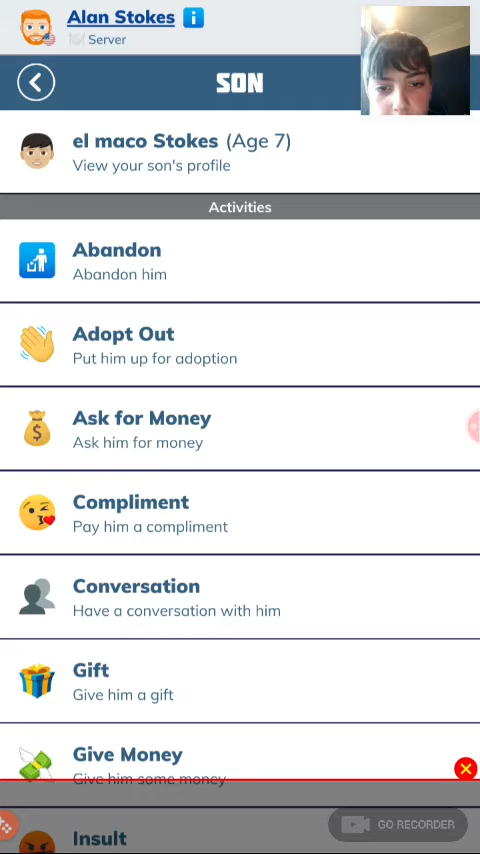 Alan Stokes
Server
SON
el maco Stokes (Age 7)
View your son's profile
Activities
Abandon
Abandon him
Adopt Out
Put him up for adoption
Ask for Money
Ask him for money
Compliment
Pay him a compliment
Conversation
Have a conversation with him
Gift
Give him a gift
Give Money
Give him some money
GO RECORDER
Insult